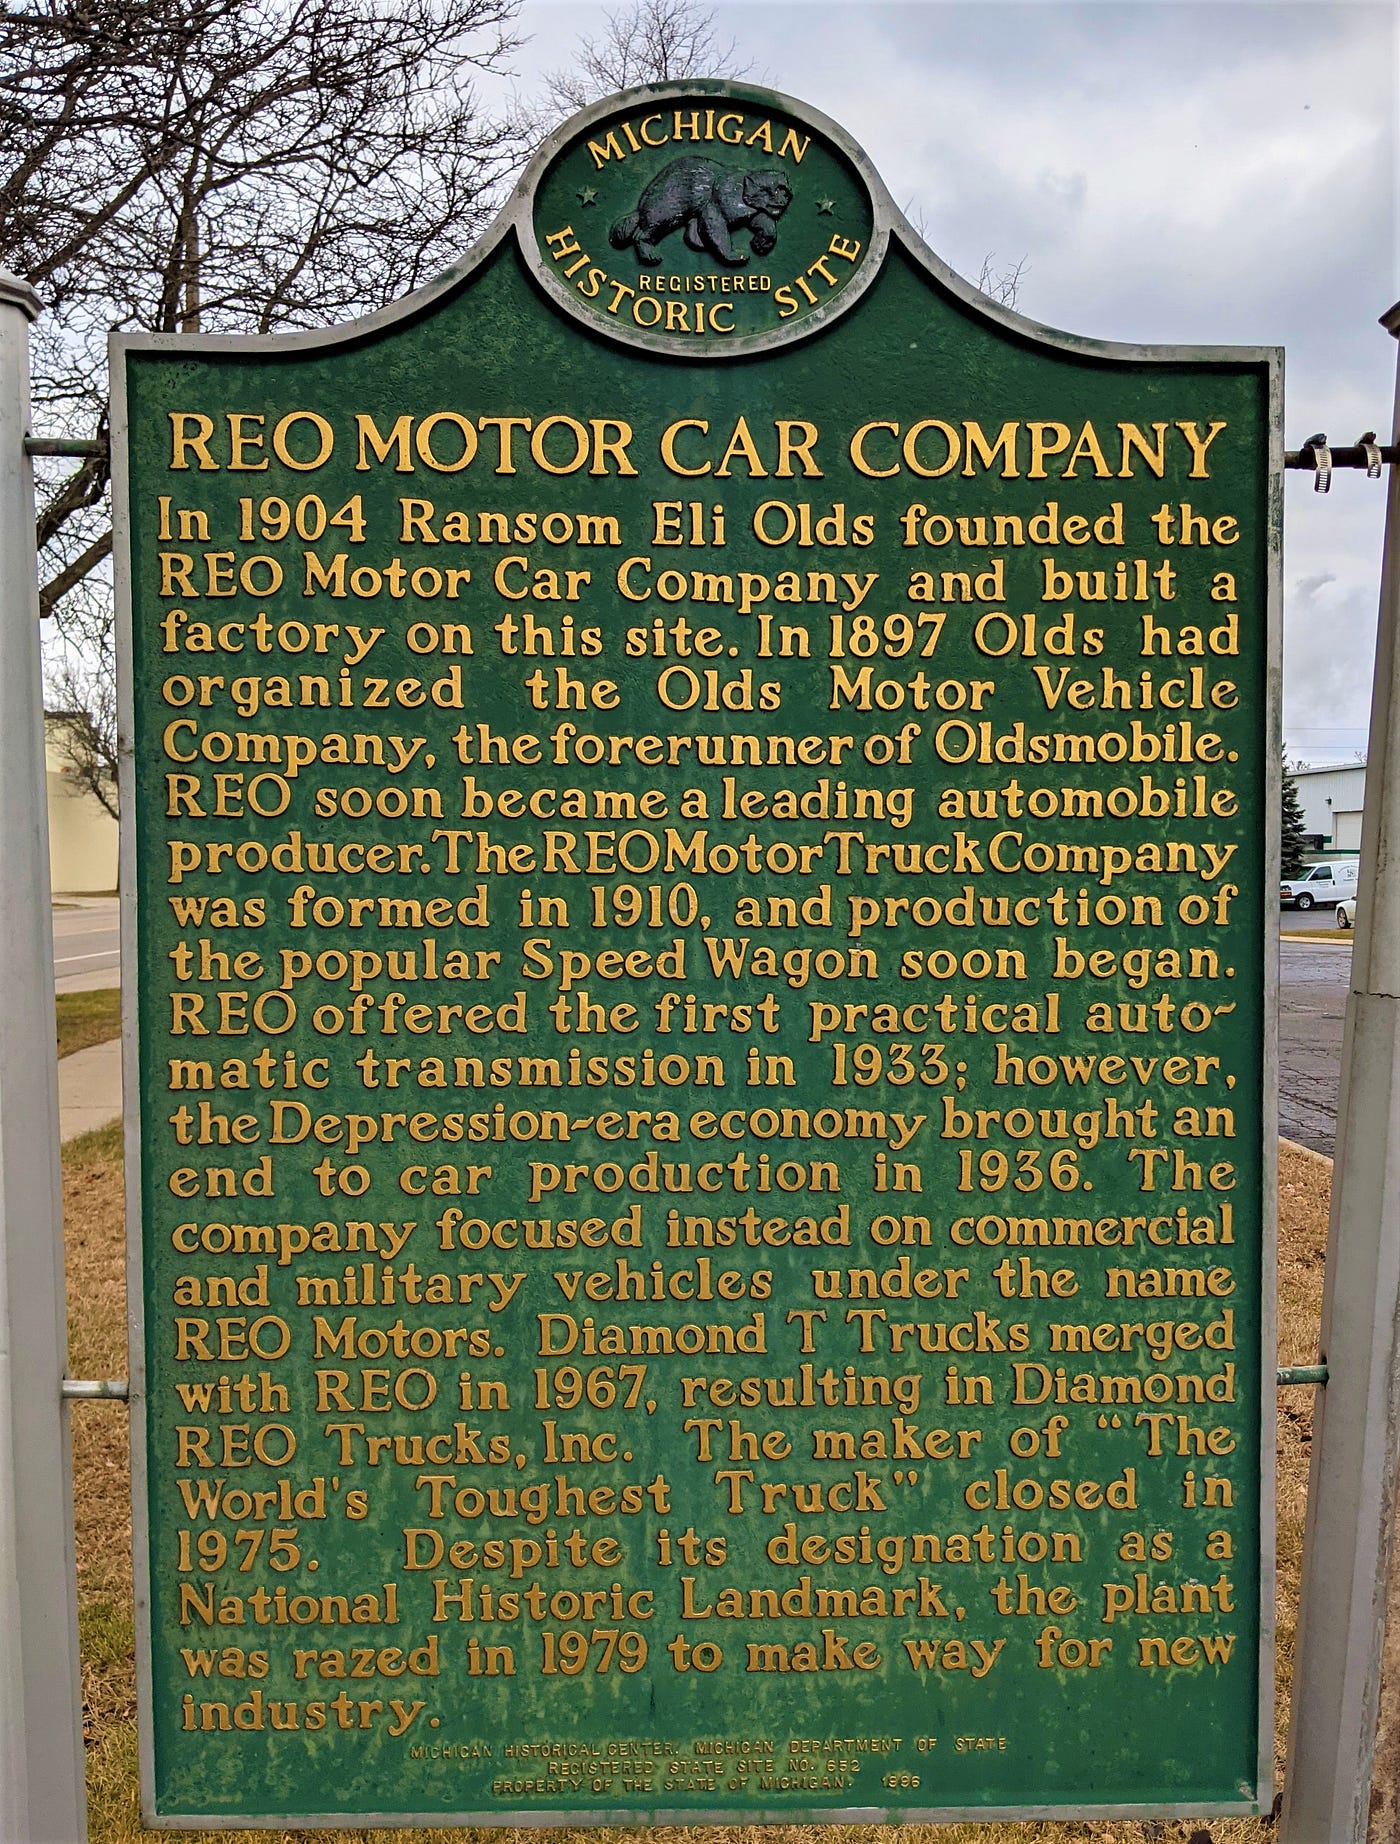 MICHIGAN
REGISTERED
HISTORIC SITE
REO MOTOR CAR COMPANY
In 1904 Ransom Eli Olds founded the
REO Motor Car Company and built a
factory on this site. In 1897 Olds had
organized the Olds Motor Vehicle
Company, the forerunner of Oldsmobile.
REO soon became a leading automobile
producer. The REO Motor Truck Company
was formed in 1910, and production of
the popular Speed Wagon soon began.
REO offered the first practical auto-
matic transmission in 1933; however,
the Depression-era economy brought an
end to car production in 1936. The
company focused instead on commercial
and military vehicles under the name
REO Motors. Diamond T Trucks merged
with REO in 1967, resulting in Diamond
REO Trucks, Inc. The maker of “The
World's Toughest Truck” closed in
1975. Despite its designation as a
National Historic Landmark, the plant
was razed in 1979 to make way for new
industry.
MICHIGAN HISTORICAL CENTER, MICHIGAN DEPARTMENT OF STATE
REGISTERED STATE SITE NO. 652
PROPERTY OF THE STATE OF MICHIGAN, 1996